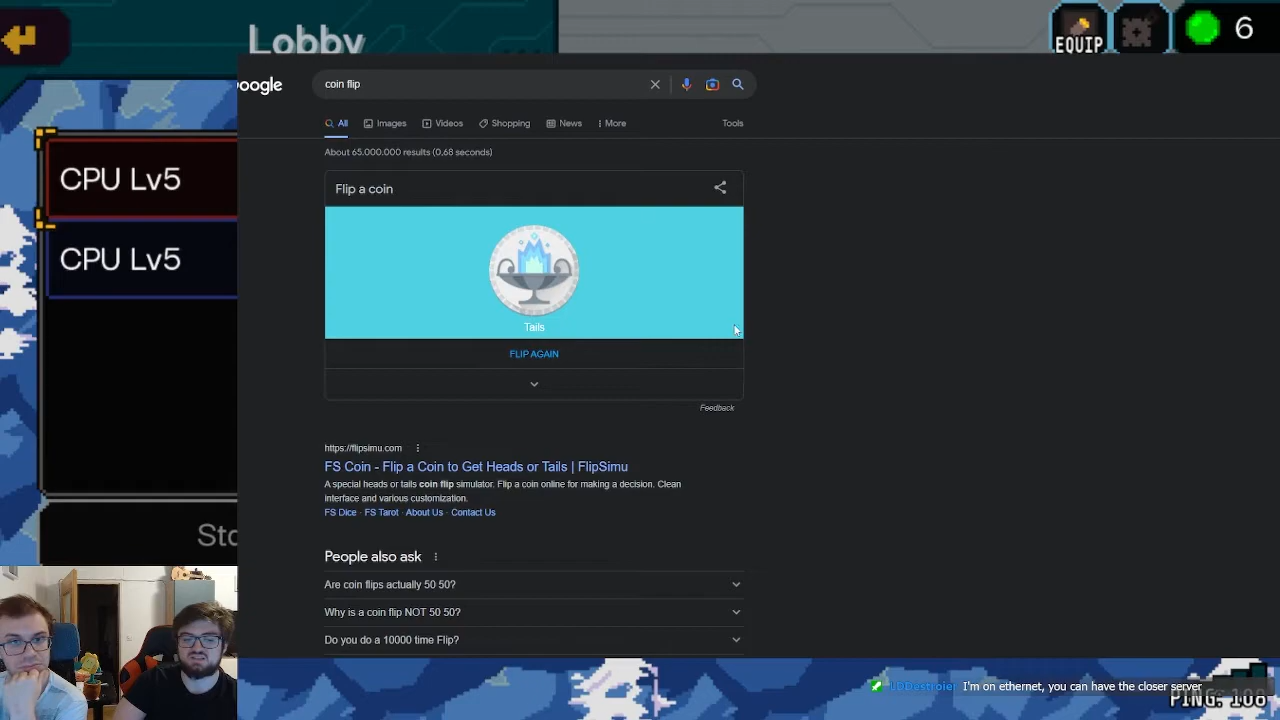 Lobby
EQUIP
6
CPU Lv5
CPU Lv5
oogle
coin flip
All
Images
Videos
Shopping
News
More
Tools
About 65.000.000 results (0,68 seconds)
Flip a coin
Tails
FLIP AGAIN
Feedback
https://flipsimu.com
FS Coin - Flip a Coin to Get Heads or Tails | FlipSimu
A special heads or tails coin flip simulator. Flip a coin online for making a decision. Clean
interface and various customization.
FS Dice · FS Tarot · About Us · Contact Us
People also ask
Are coin flips actually 50 50?
Why is a coin flip NOT 50 50?
Do you do a 10000 time Flip?
I'm on ethernet, you can have the closer server
PING: 108